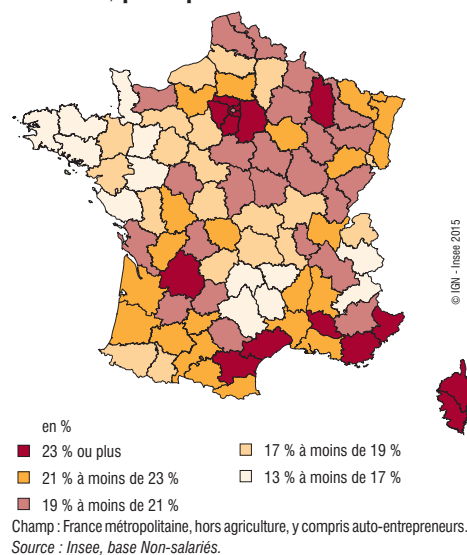 © IGN - Insee 2015
en %
23 % ou plus
21 % à moins de 23 %
19 % à moins de 21 %
17 % à moins de 19 %
13 % à moins de 17 %
Champ : France métropolitaine, hors agriculture, y compris auto-entrepreneurs.
Source : Insee, base Non-salariés.